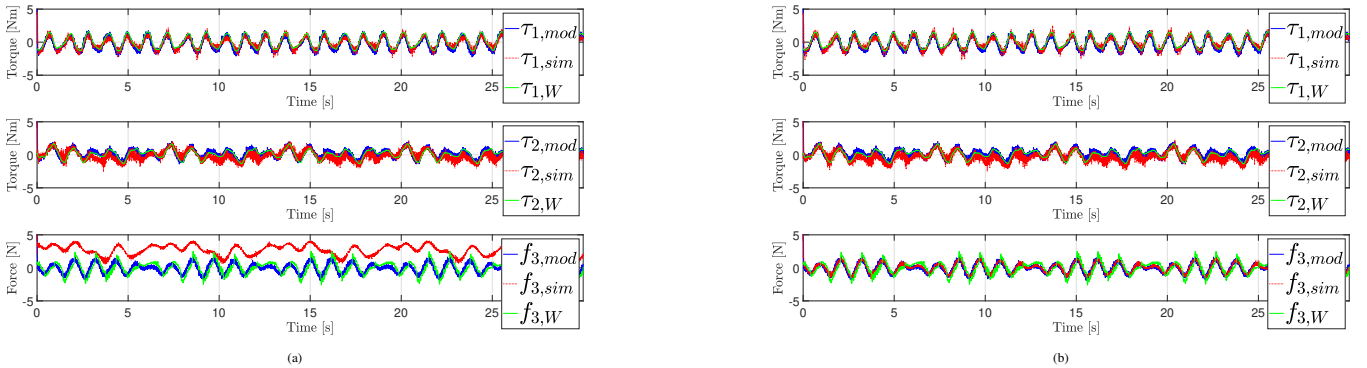 Torque [Nm]
5
0
-5
0 5 10 15 20 25
Time [s]
τ1,mod
τ1,sim
τ1,W
Torque [Nm]
5
0
-5
0 5 10 15 20 25
Time [s]
τ2,mod
τ2,sim
τ2,W
Force [N]
5
0
-5
0 5 10 15 20 25
Time [s]
f3,mod
f3,sim
f3,W
(a)
Torque [Nm]
5
0
-5
0 5 10 15 20 25
Time [s]
τ1,mod
τ1,sim
τ1,W
Torque [Nm]
5
0
-5
0 5 10 15 20 25
Time [s]
τ2,mod
τ2,sim
τ2,W
Force [N]
5
0
-5
0 5 10 15 20 25
Time [s]
f3,mod
f3,sim
f3,W
(b)